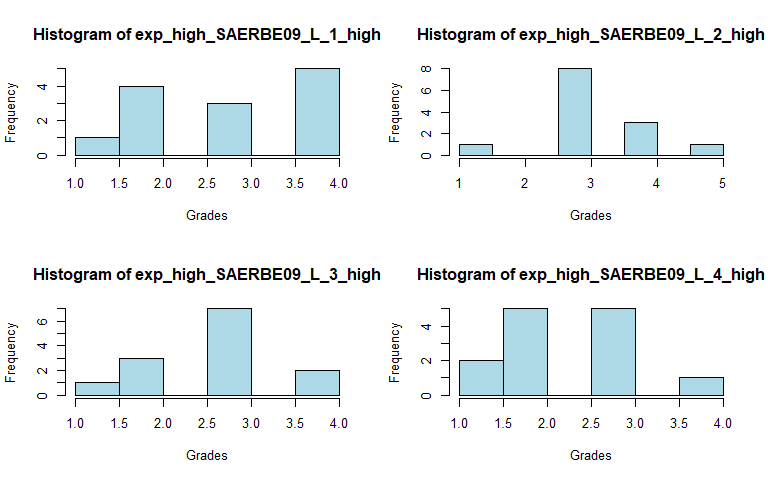 Histogram of exp_high_SAERBE09_L_1_high
Frequency
0 2 4
1.0 1.5 2.0 2.5 3.0 3.5 4.0
Grades
Histogram of exp_high_SAERBE09_L_2_high
Frequency
0 2 4 6 8
1 2 3 4 5
Grades
Histogram of exp_high_SAERBE09_L_3_high
Frequency
0 2 4 6
1.0 1.5 2.0 2.5 3.0 3.5 4.0
Grades
Histogram of exp_high_SAERBE09_L_4_high
Frequency
0 2 4
1.0 1.5 2.0 2.5 3.0 3.5 4.0
Grades